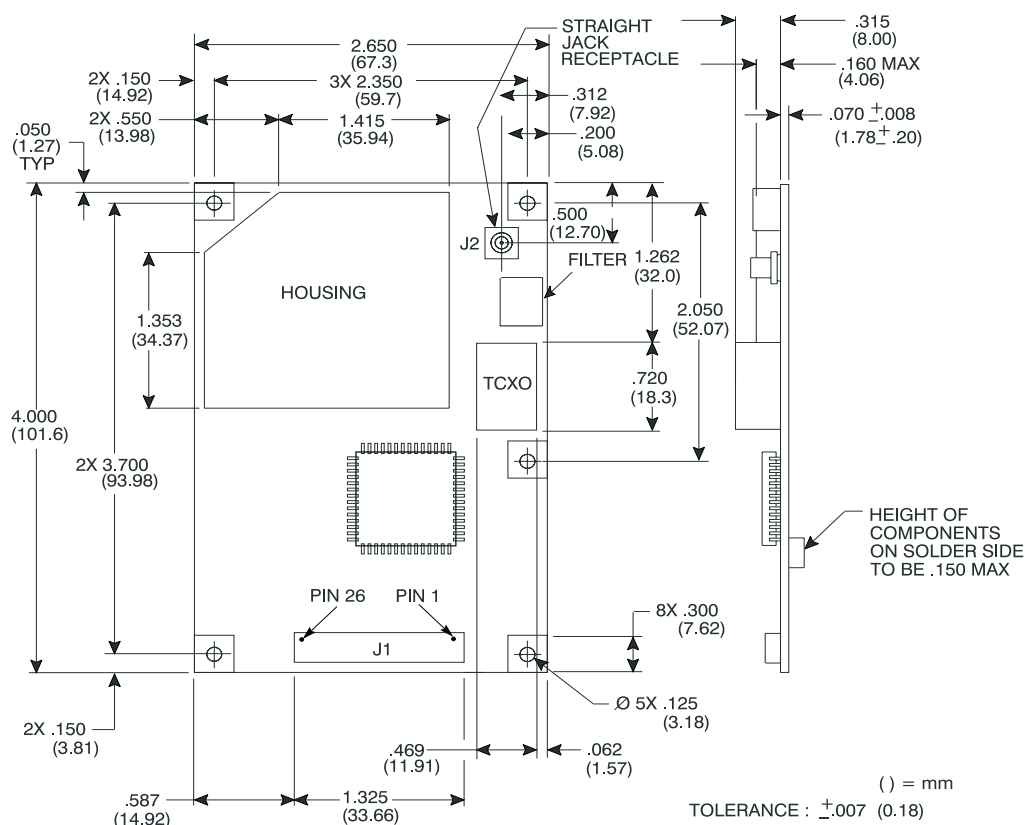 STRAIGHT
JACK
RECEPTACLE
2.650
(67.3)
.315
(8.00)
2X .150
(14.92)
3X 2.350
(59.7)
.160 MAX
(4.06)
.312
(7.92)
2X .550
(13.98)
1.415
(35.94)
.070 ± .008
(1.78 ± .20)
.200
(5.08)
.050
(1.27)
TYP
.500
(12.70)
J2
FILTER
1.262
(32.0)
HOUSING
1.353
(34.37)
2.050
(52.07)
TCXO
.720
(18.3)
4.000
(101.6)
2X 3.700
(93.98)
HEIGHT OF
COMPONENTS
ON SOLDER SIDE
TO BE .150 MAX
PIN 26
PIN 1
8X .300
(7.62)
J1
Ø 5X .125
(3.18)
2X .150
(3.81)
.469
(11.91)
.062
(1.57)
.587
(14.92)
1.325
(33.66)
( ) = mm
TOLERANCE : ±.007 (0.18)